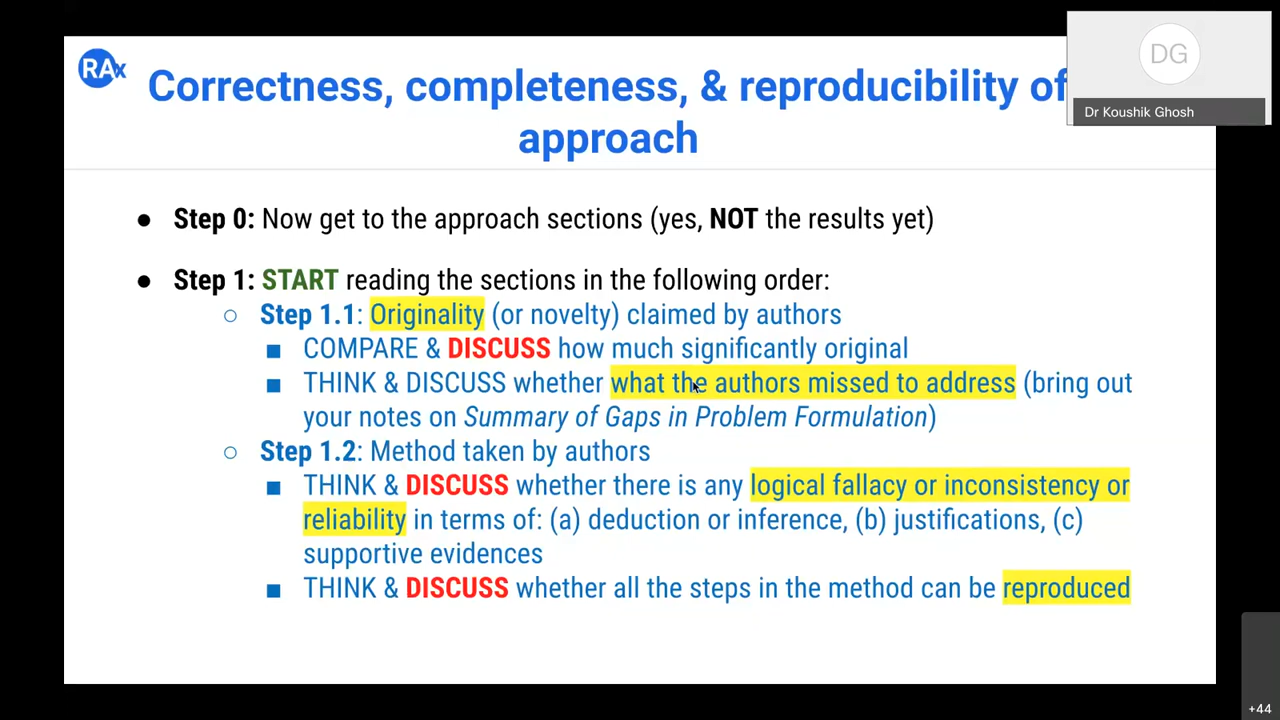 RAx
Correctness, completeness, & reproducibility of
approach
DG
Dr Koushik Ghosh
● Step 0: Now get to the approach sections (yes, NOT the results yet)
● Step 1: START reading the sections in the following order:
○ Step 1.1: Originality (or novelty) claimed by authors
■ COMPARE & DISCUSS how much significantly original
■ THINK & DISCUSS whether what the authors missed to address (bring out
your notes on Summary of Gaps in Problem Formulation)
○ Step 1.2: Method taken by authors
■ THINK & DISCUSS whether there is any logical fallacy or inconsistency or
reliability in terms of: (a) deduction or inference, (b) justifications, (c)
supportive evidences
■ THINK & DISCUSS whether all the steps in the method can be reproduced
+44